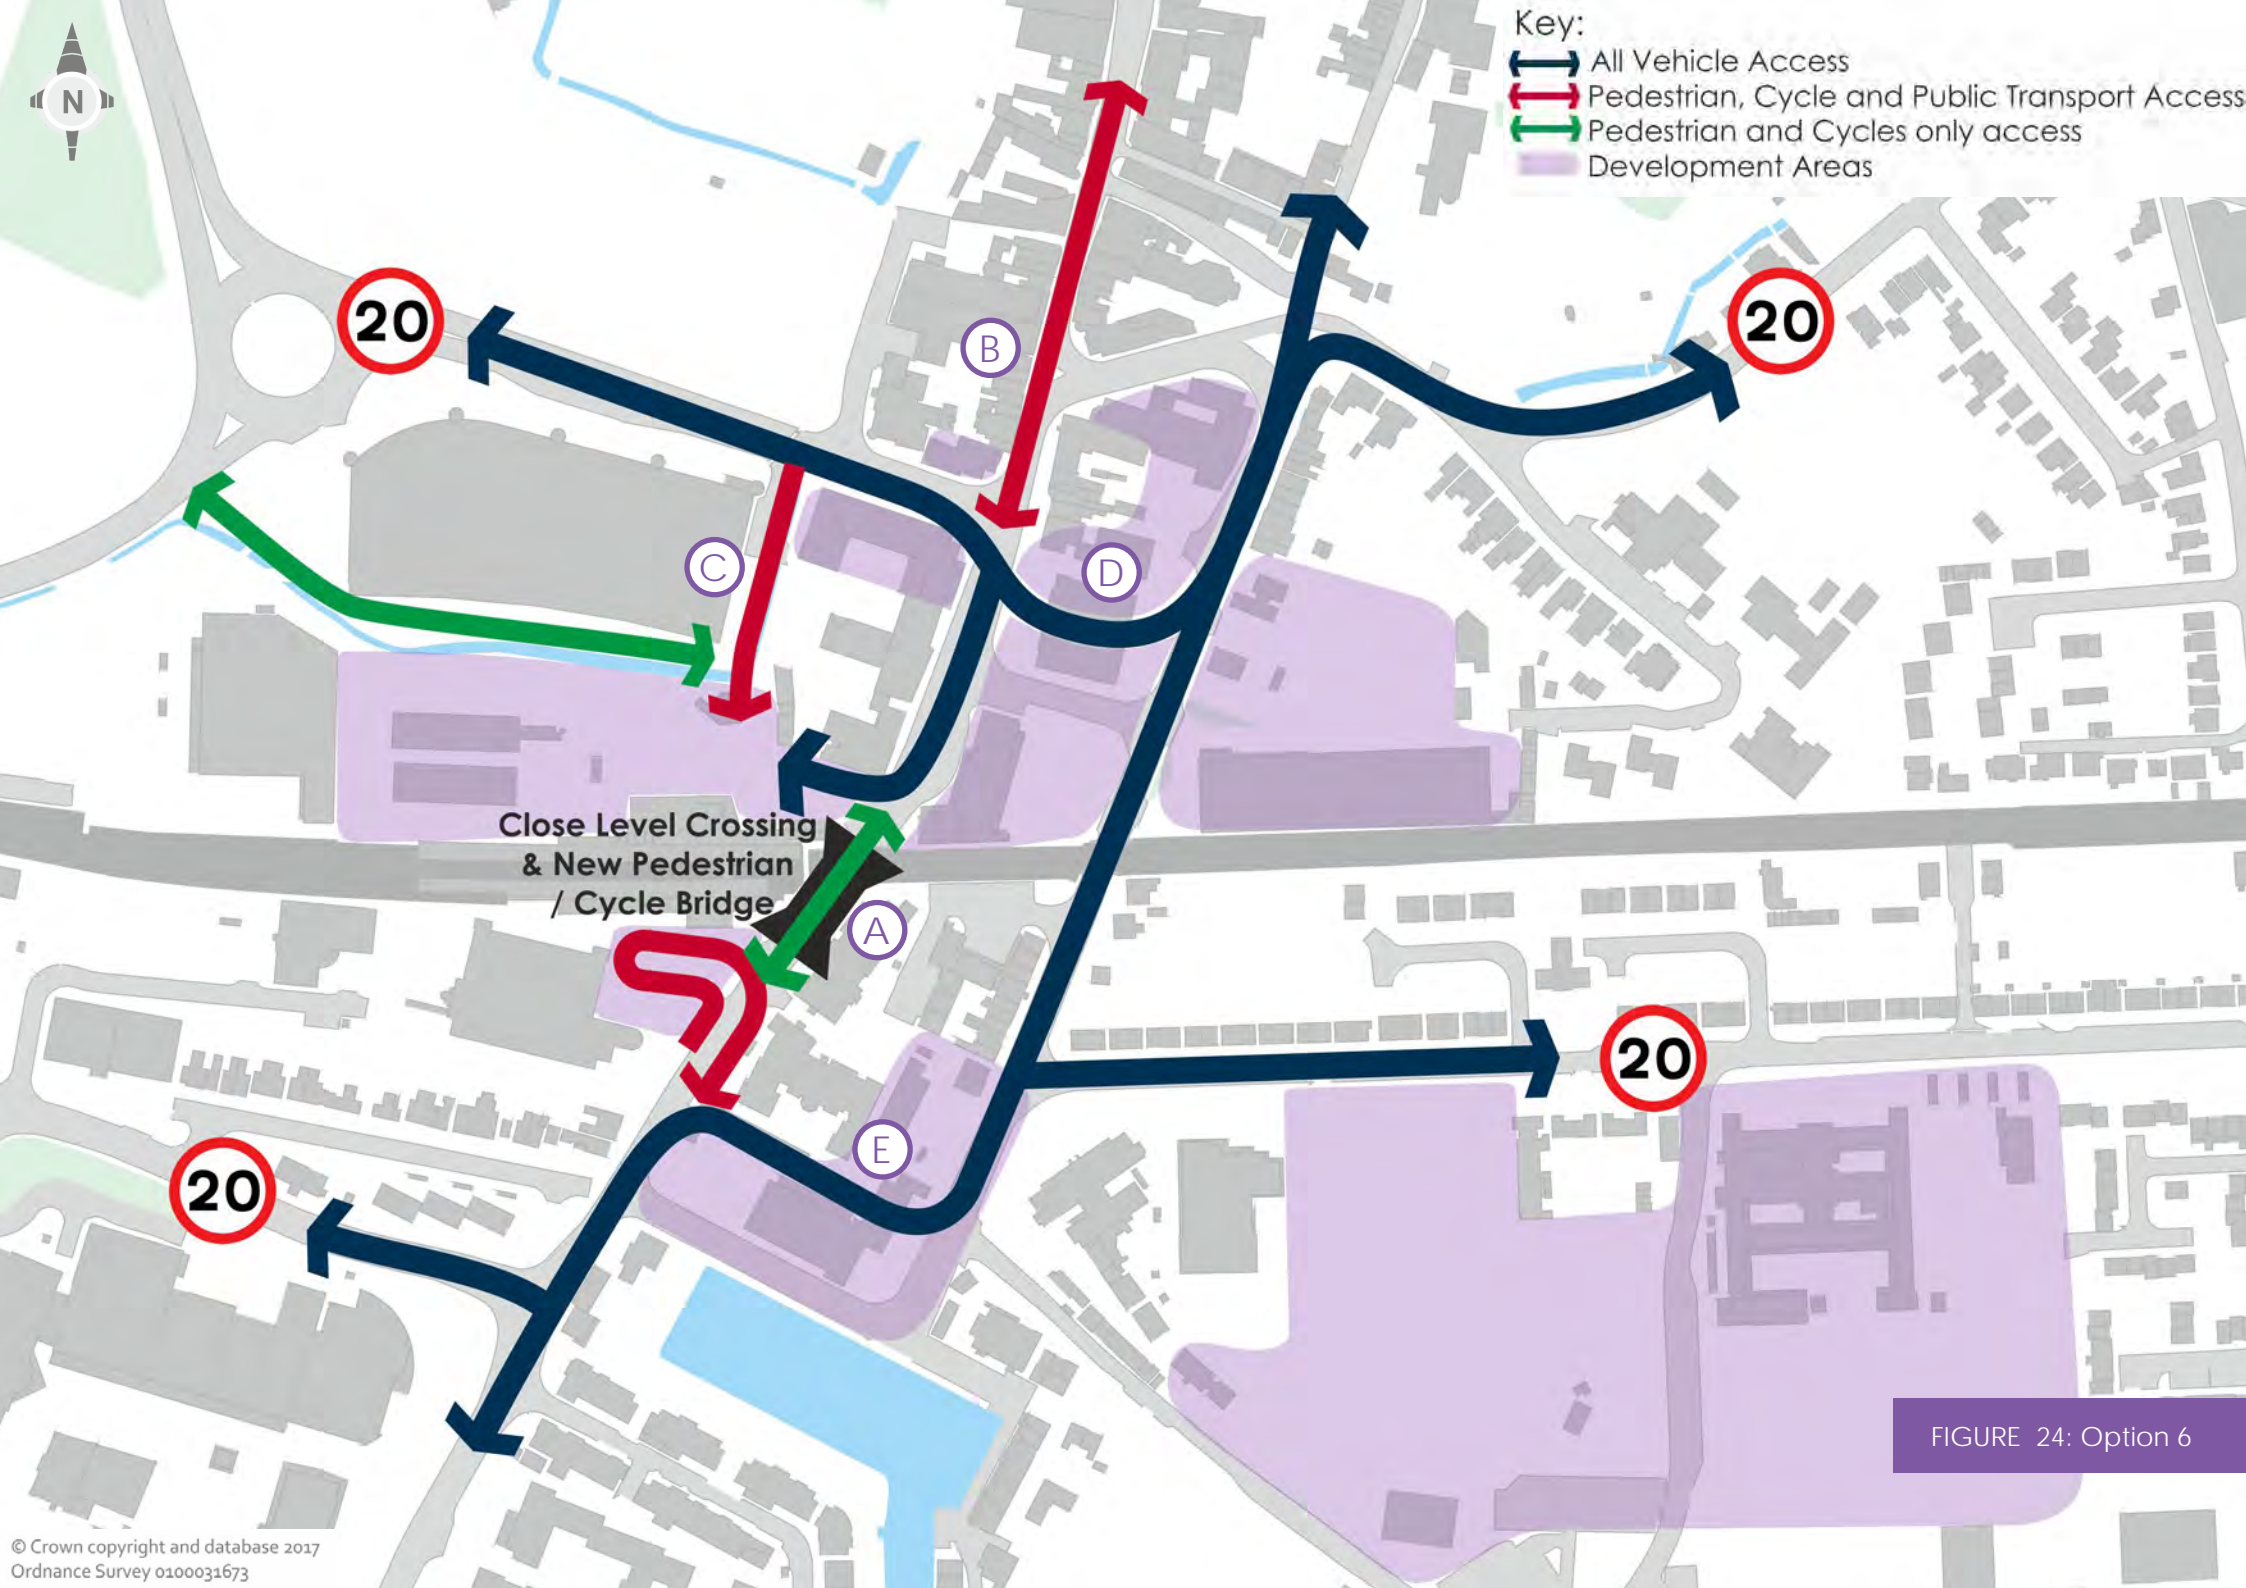 Key:
All Vehicle Access
Pedestrian, Cycle and Public Transport Access
Pedestrian and Cycles only access
Development Areas
N
20
20
B
C
D
Close Level Crossing
& New Pedestrian
/ Cycle Bridge
A
20
E
20
FIGURE 24: Option 6
© Crown copyright and database 2017
Ordnance Survey 0100031673